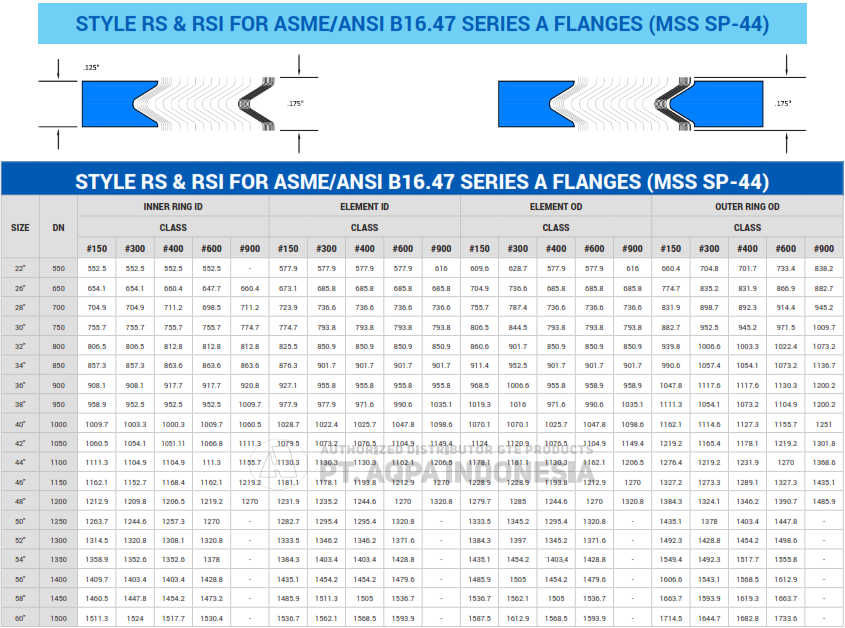 STYLE RS & RSI FOR ASME/ANSI B16.47 SERIES A FLANGES (MSS SP-44)
.125" .175" .175"
STYLE RS & RSI FOR ASME/ANSI B16.47 SERIES A FLANGES (MSS SP-44)
SIZE DN INNER RING ID ELEMENT ID ELEMENT OD OUTER RING OD
CLASS CLASS CLASS CLASS
#150 #300 #400 #600 #900 #150 #300 #400 #600 #900 #150 #300 #400 #600 #900 #150 #300 #400 #600 #900
22" 550 552.5 552.5 552.5 552.5 - 577.9 577.9 577.9 577.9 616 609.6 628.7 577.9 577.9 616 660.4 704.8 701.7 733.4 838.2
26" 650 654.1 654.1 660.4 647.7 660.4 673.1 685.8 685.8 685.8 685.8 704.9 736.6 685.8 685.8 685.8 774.7 835.2 831.9 866.9 882.7
28" 700 704.9 704.9 711.2 698.5 711.2 723.9 736.6 736.6 736.6 736.6 755.7 787.4 736.6 736.6 736.6 831.9 898.7 892.3 914.4 945.2
30" 750 755.7 755.7 755.7 755.7 774.7 774.7 793.8 793.8 793.8 793.8 806.5 844.5 793.8 793.8 793.8 882.7 952.5 945.2 971.5 1009.7
32" 800 806.5 806.5 812.8 812.8 812.8 825.5 850.9 850.9 850.9 850.9 860.6 901.7 850.9 850.9 850.9 939.8 1006.6 1003.3 1022.4 1073.2
34" 850 857.3 857.3 863.6 863.6 863.6 876.3 901.7 901.7 901.7 901.7 911.4 952.5 901.7 901.7 901.7 990.6 1057.4 1054.1 1073.2 1136.7
36" 900 908.1 908.1 917.7 917.7 920.8 927.1 955.8 955.8 955.8 955.8 968.5 1006.6 955.8 958.9 958.9 1047.8 1117.6 1117.6 1130.3 1200.2
38" 950 958.9 952.5 952.5 952.5 1009.7 977.9 977.9 971.6 990.6 1035.1 1019.3 1016 971.6 990.6 1035.1 1111.3 1054.1 1073.2 1104.9 1200.2
40" 1000 1009.7 1003.3 1000.3 1009.7 1060.5 1028.7 1022.4 1025.7 1047.8 1098.6 1070.1 1070.1 1025.7 1047.8 1098.6 1162.1 1114.6 1127.3 1155.7 1251
42" 1050 1060.5 1054.1 1051.11 1066.8 1111.3 1079.5 1073.2 1076.5 1104.9 1149.4 1124 1120.9 1076.5 1104.9 1149.4 1219.2 1165.4 1178.1 1219.2 1301.8
AUTHORIZED DISTRIBUTOR GTE PRODUCTS
44" 1100 1111.3 1104.9 1104.9 111.3 1155.7 1130.3 1130.3 1130.3 1162.1 1206.5 1178.1 1181.1 1130.3 1162.1 1206.5 1276.4 1219.2 1231.9 1270 1368.6
PT. AQPA INDONESIA
46" 1150 1162.1 1152.7 1168.4 1162.1 1219.2 1181.1 1178.1 1193.8 1212.9 1270 1228.9 1228.9 1193.8 1212.9 1270 1327.2 1273.3 1289.1 1327.3 1435.1
48" 1200 1212.9 1209.8 1206.5 1219.2 1270 1231.9 1235.2 1244.6 1270 1320.8 1279.7 1285 1244.6 1270 1320.8 1384.3 1324.1 1346.2 1390.7 1485.9
50" 1250 1263.7 1244.6 1257.3 1270 - 1282.7 1295.4 1295.4 1320.8 - 1333.5 1345.2 1295.4 1320.8 - 1435.1 1378 1403.4 1447.8 -
52" 1300 1314.5 1320.8 1308.1 1320.8 - 1333.5 1346.2 1346.2 1371.6 - 1384.3 1397 1345.2 1371.6 - 1492.3 1428.8 1454.2 1498.6 -
54" 1350 1358.9 1352.6 1352.6 1378 - 1384.3 1403.4 1403.4 1428.8 - 1435.1 1454.2 1403,4 1428.8 - 1549.4 1492.3 1517.7 1555.8 -
56" 1400 1409.7 1403.4 1403.4 1428.8 - 1435.1 1454.2 1454.2 1479.6 - 1485.9 1505 1454.2 1479.6 - 1606.6 1543.1 1568.5 1612.9 -
58" 1450 1460.5 1447.8 1454.2 1473.2 - 1485.9 1511.3 1505 1536.7 - 1536.7 1562.1 1505 1536.7 - 1663.7 1593.9 1619.3 1663.7 -
60" 1500 1511.3 1524 1517.7 1530.4 - 1536.7 1562.1 1568.5 1593.9 - 1587.5 1612.9 1568.5 1593.9 - 1714.5 1644.7 1682.8 1733.6 -